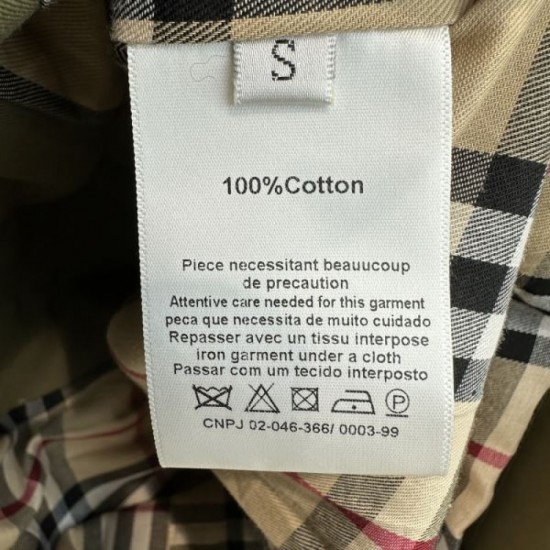 S
100%Cotton
Piece necessitant beauucoup
de precaution
Attentive care needed for this garment
peca que necessita de muito cuidado
Repasser avec un tissu interpose
iron garment under a cloth
Passar com um tecido interposto
P
CNPJ 02-046-366/ 0003-99